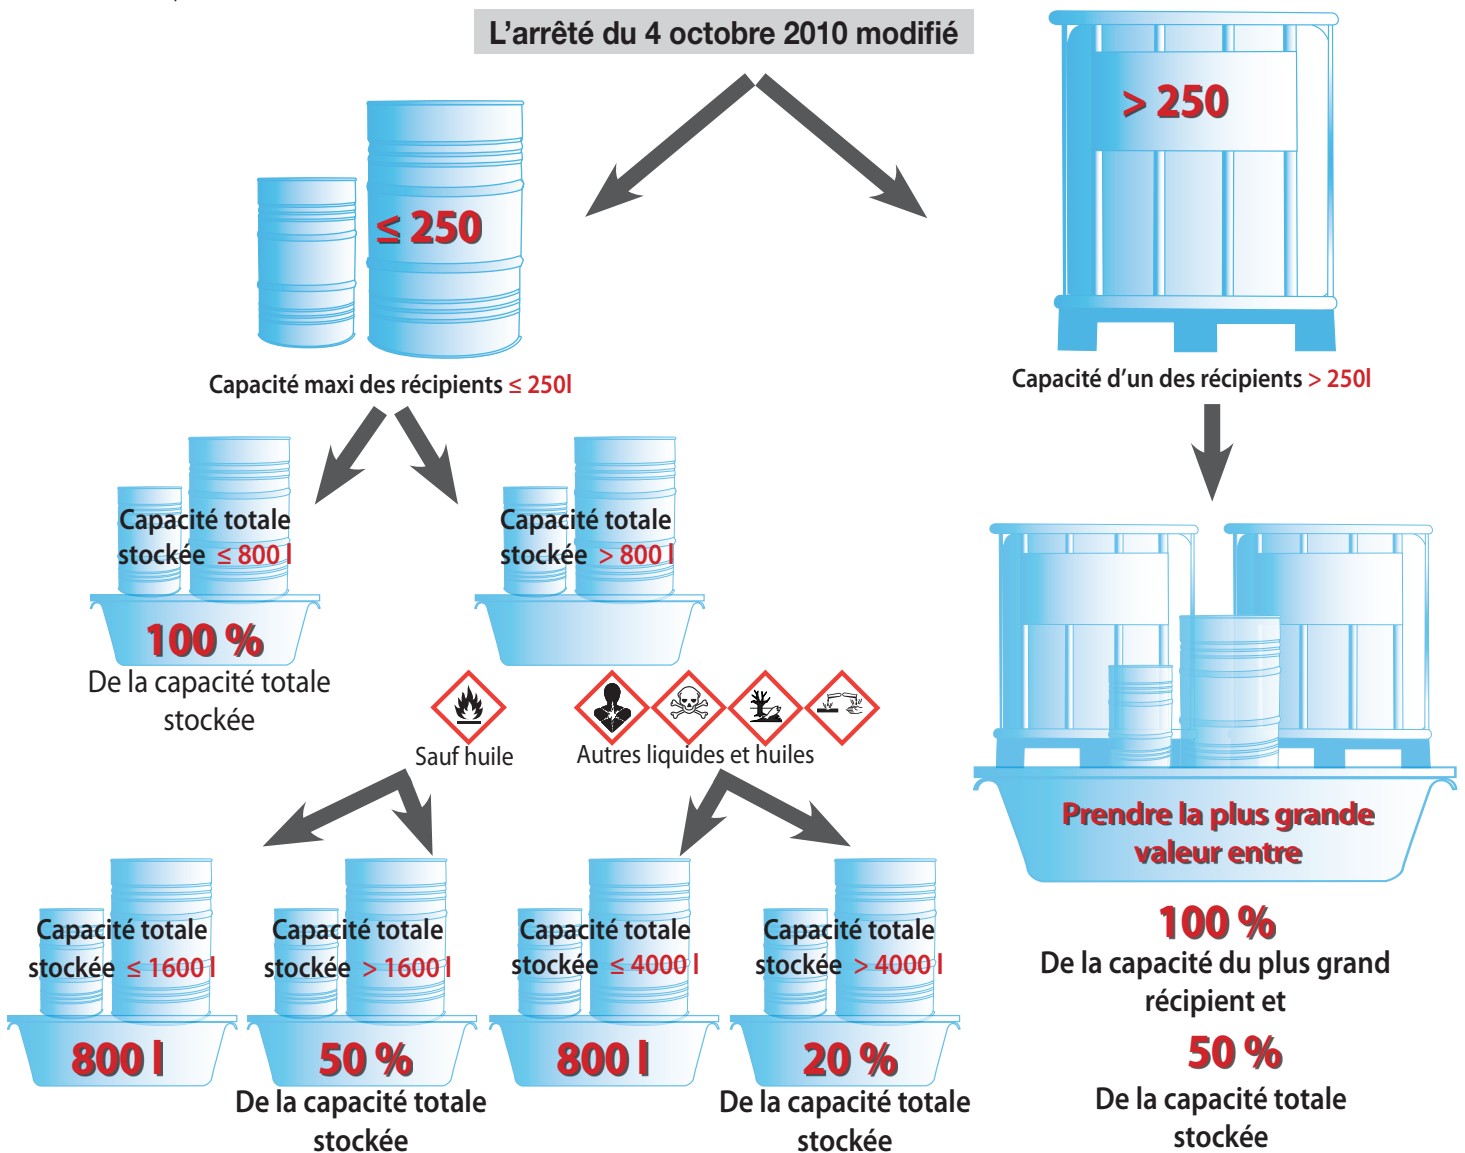 L’arrêté du 4 octobre 2010 modifié
> 250
≤ 250
Capacité maxi des récipients ≤ 250l
Capacité d’un des récipients > 250l
Capacité totale
stockée ≤ 800 l
100 %
De la capacité totale
stockée
Capacité totale
stockée > 800 l
Sauf huile
Autres liquides et huiles
Capacité totale
stockée ≤ 1600 l
800 l
Capacité totale
stockée > 1600 l
50 %
De la capacité totale
stockée
Capacité totale
stockée ≤ 4000 l
800 l
Capacité totale
stockée > 4000 l
20 %
De la capacité totale
stockée
Prendre la plus grande
valeur entre
100 %
De la capacité du plus grand
récipient et
50 %
De la capacité totale
stockée